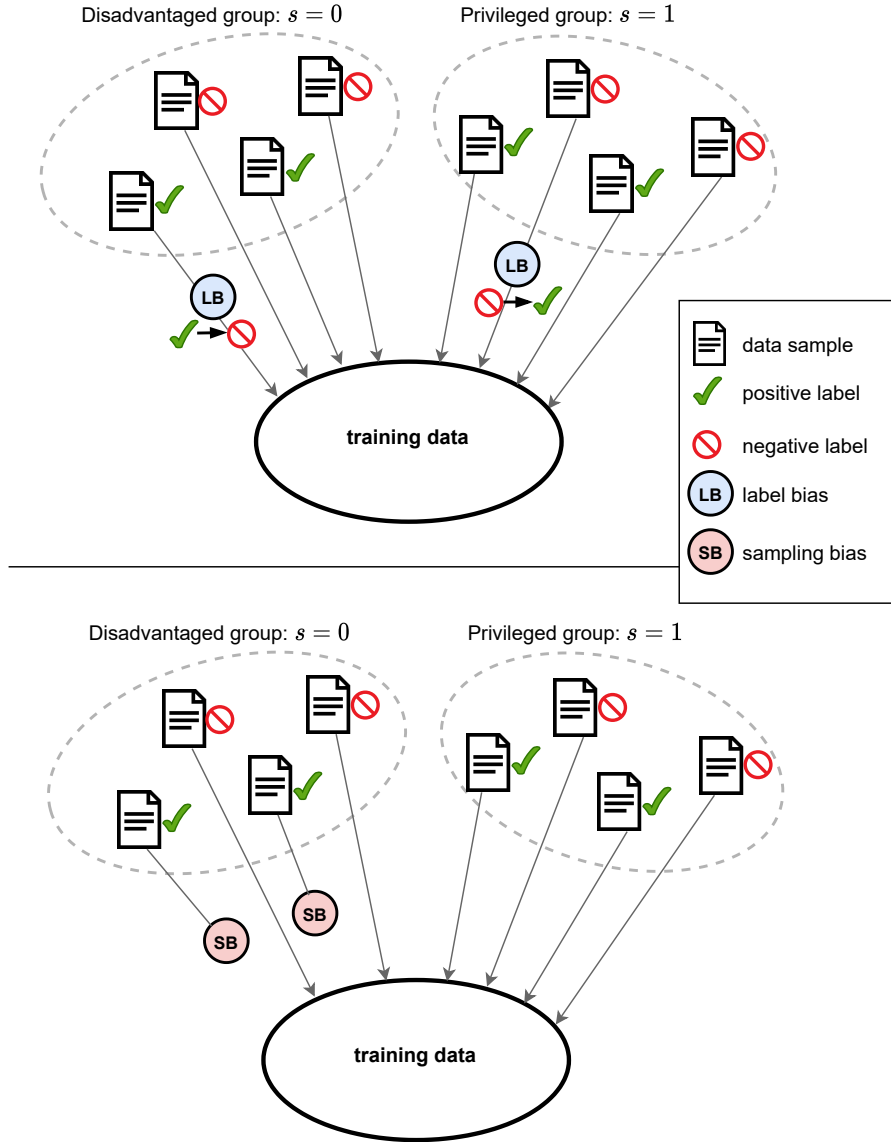 Disadvantaged group: s = 0
Privileged group: s = 1
LB
LB
training data
data sample
positive label
negative label
LB label bias
SB sampling bias
Disadvantaged group: s = 0
Privileged group: s = 1
SB
SB
training data